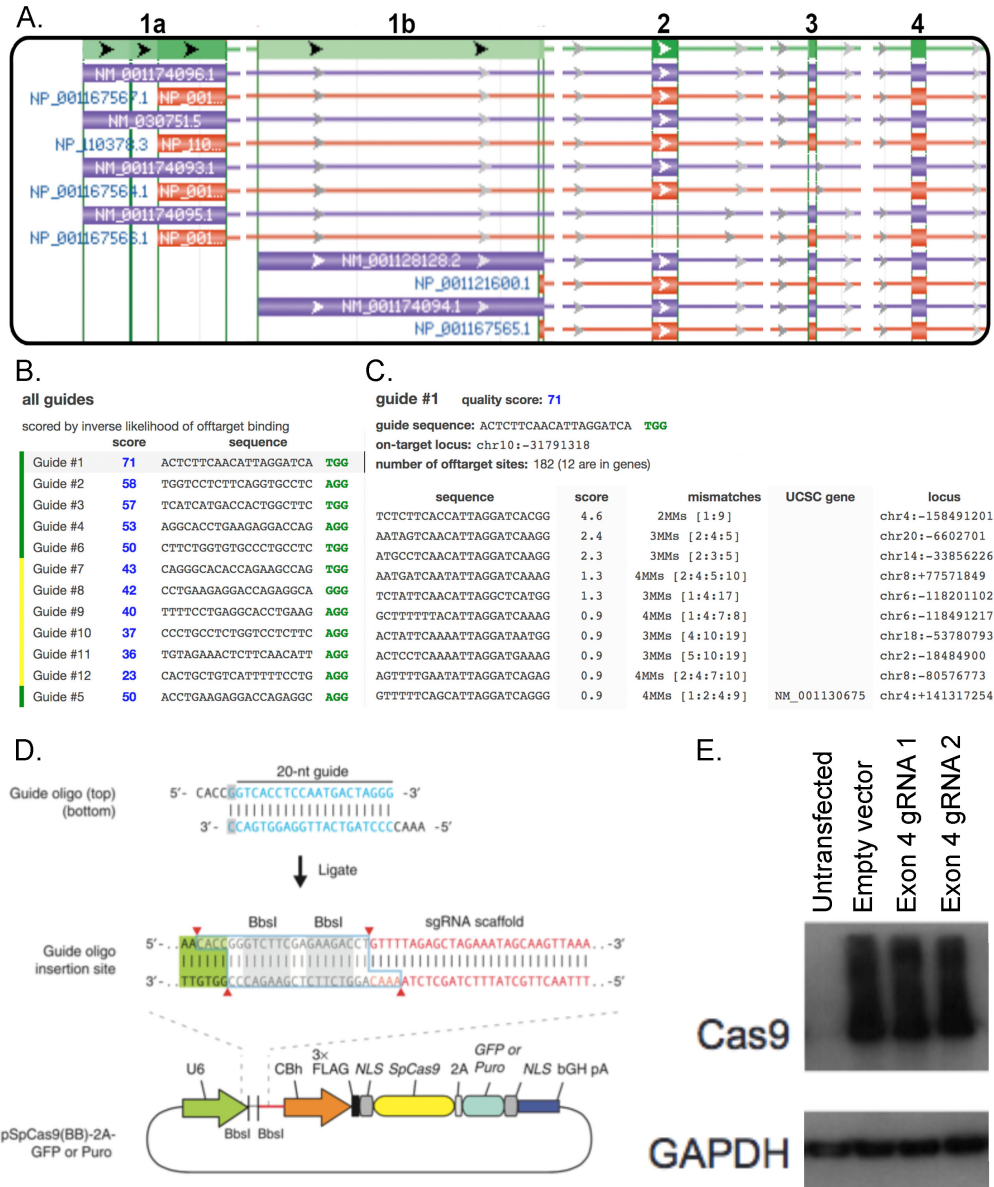 A.
1a 1b 2 3 4
NM_001174096.1
NP_001167567.1 NP_001...
NM_030751.5
NP_110378.3 NP_110...
NM_001174093.1
NP_001167564.1 NP_001...
NM_001174095.1
NP_001167566.1 NP_001...
NM_001128128.2
NP_001121600.1
NM_001174094.1
NP_001167565.1
B.
all guides
scored by inverse likelihood of offtarget binding
score sequence
Guide #1 71 ACTCTTCAACATTAGGATCA TGG
Guide #2 58 TGGTCCTCTTCAGGTGCCTC AGG
Guide #3 57 TCATCATGACCACTGGCTTC TGG
Guide #4 53 AGGCACCTGAAGAGGACCAG AGG
Guide #6 50 CTTCTGGTGTGCCCTGCCTC TGG
Guide #7 43 CAGGGCACACCAGAAGCCAG TGG
Guide #8 42 CCTGAAGAGGACCAGAGGCA GGG
Guide #9 40 TTTTCCTGAGGCACCTGAAG AGG
Guide #10 37 CCCTGCCTCTGGTCCTCTTC AGG
Guide #11 36 TGTAGAAACTCTTCAACATT AGG
Guide #12 23 CACTGCTGTCATTTTTCCTG AGG
Guide #5 50 ACCTGAAGAGGACCAGAGGC AGG
C.
guide #1 quality score: 71
guide sequence: ACTCTTCAACATTAGGATCA TGG
on-target locus: chr10:-31791318
number of offtarget sites: 182 (12 are in genes)
sequence score mismatches UCSC gene locus
TCTCTTCACCATTAGGATCACGG 4.6 2MMs [1:9] chr4:-158491201
AATAGTCAACATTAGGATCAAGG 2.4 3MMs [2:4:5] chr20:-6602701
ATGCCTCAACATTAGGATCAAAG 2.3 3MMs [2:3:5] chr14:-33856226
AATGATCAATATTAGGATCAAAG 1.3 4MMs [2:4:5:10] chr8:+77571849
TCTATTCAACATTAGGCTCATGG 1.3 3MMs [1:4:17] chr6:-118201102
GCTTTTTTACATTAGGATCAAAG 0.9 4MMs [1:4:7:8] chr6:-118491217
ACTATTCAAAATTAGGATAATGG 0.9 3MMs [4:10:19] chr18:-53780793
ACTCCTCAAAATTAGGATGAAAG 0.9 3MMs [5:10:19] chr2:-18484900
AGTTTTGAATATTAGGATCAGAG 0.9 4MMs [2:4:7:10] chr8:-80576773
GTTTTTCAGCATTAGGATCAGGG 0.9 4MMs [1:2:4:9] NM_001130675 chr4:+141317254
D.
20-nt guide
Guide oligo (top) 5'- CACCGGTCACCTCCAATGACTAGGG -3'
(bottom) 3'- CCAGTGGAGGTTACTGATCCCCAAA -5'
Ligate
BbsI BbsI sgRNA scaffold
Guide oligo
insertion site
5'-..AACACCGGGTCTTCGAGAAGACCTGTTTTAGAGCTAGAAATAGCAAGTTAAA..-3'
3'-..TTGTGGCCCAGAAGCTCTTCTGGACAAAATCTCGATCTTTATCGTTCAATTT..-5'
U6 CBh 3× FLAG NLS SpCas9 2A GFP or Puro NLS bGH pA
BbsI BbsI
pSpCas9(BB)-2A-
GFP or Puro
E.
Untransfected
Empty vector
Exon 4 gRNA 1
Exon 4 gRNA 2
Cas9
GAPDH